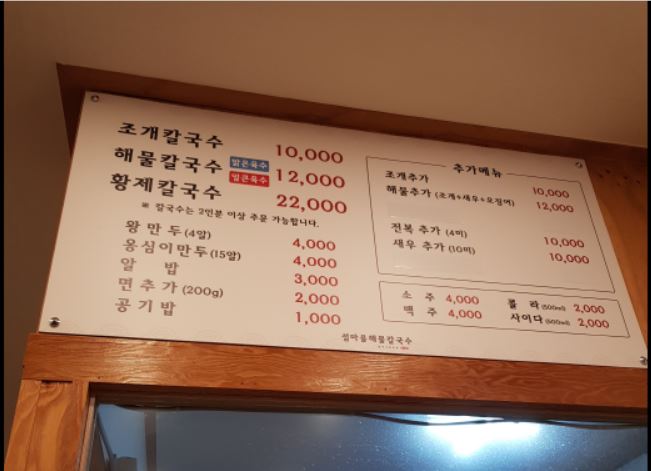 조개칼국수 10,000
해물칼국수 맑은육수 12,000
황제칼국수 얼큰육수 22,000
※ 칼국수는 2인분 이상 주문 가능합니다.
왕만두(4알) 4,000
옹심이만두(15알) 4,000
알 밥 3,000
면추가(200g) 2,000
공기밥 1,000
추가메뉴
조개추가 10,000
해물추가 (조개+새우+오징어) 12,000
전복 추가 (4미) 10,000
새우 추가 (10미) 10,000
소 주 4,000 콜 라(500ml) 2,000
맥 주 4,000 사이다(500ml) 2,000
섬마을해물칼국수